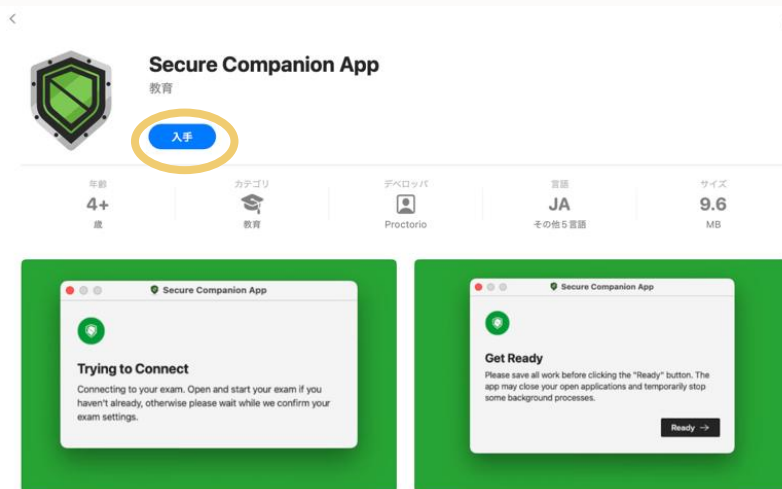 Secure Companion App
教育
入手
年齢
4+
歳
カテゴリ
教育
デベロッパ
Proctorio
言語
JA
その他5言語
サイズ
9.6
MB
Secure Companion App
Trying to Connect
Connecting to your exam. Open and start your exam if you
haven't already, otherwise please wait while we confirm your
exam settings.
Secure Companion App
Get Ready
Please save all work before clicking the "Ready" button. The
app may close your open applications and temporarily stop
some background processes.
Ready →